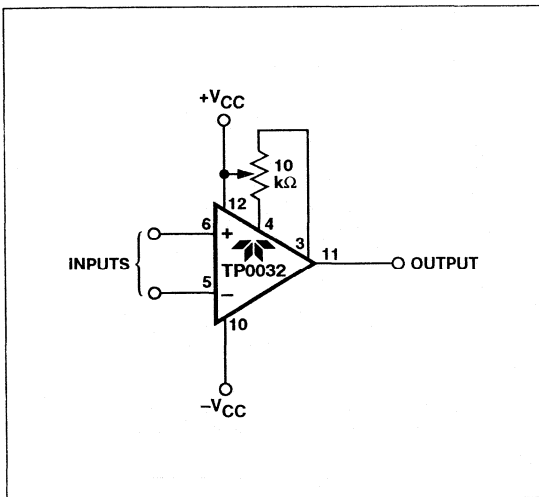 +VCC
10
kΩ
12
4
6
+
3
11
TP0032
INPUTS
OUTPUT
5
–
10
–VCC